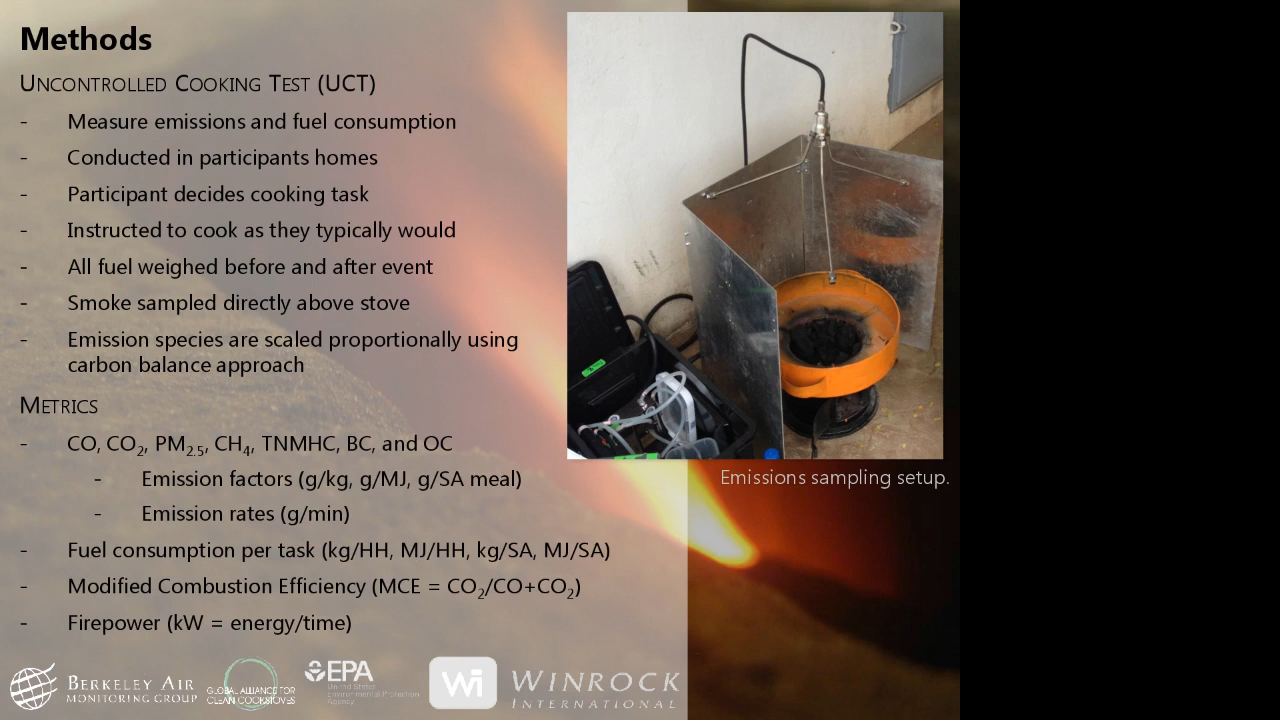 Methods
UNCONTROLLED COOKING TEST (UCT)
- Measure emissions and fuel consumption
- Conducted in participants homes
- Participant decides cooking task
- Instructed to cook as they typically would
- All fuel weighed before and after event
- Smoke sampled directly above stove
- Emission species are scaled proportionally using
carbon balance approach
METRICS
- CO, CO₂, PM₂.₅, CH₄, TNMHC, BC, and OC
- Emission factors (g/kg, g/MJ, g/SA meal)
- Emission rates (g/min)
- Fuel consumption per task (kg/HH, MJ/HH, kg/SA, MJ/SA)
- Modified Combustion Efficiency (MCE = CO₂/CO+CO₂)
- Firepower (kW = energy/time)
Emissions sampling setup.
BERKELEY AIR
MONITORING GROUP
GLOBAL ALLIANCE FOR
CLEAN COOKSTOVES
EPA
United States
Environmental Protection
Agency
Wi
WINROCK
INTERNATIONAL